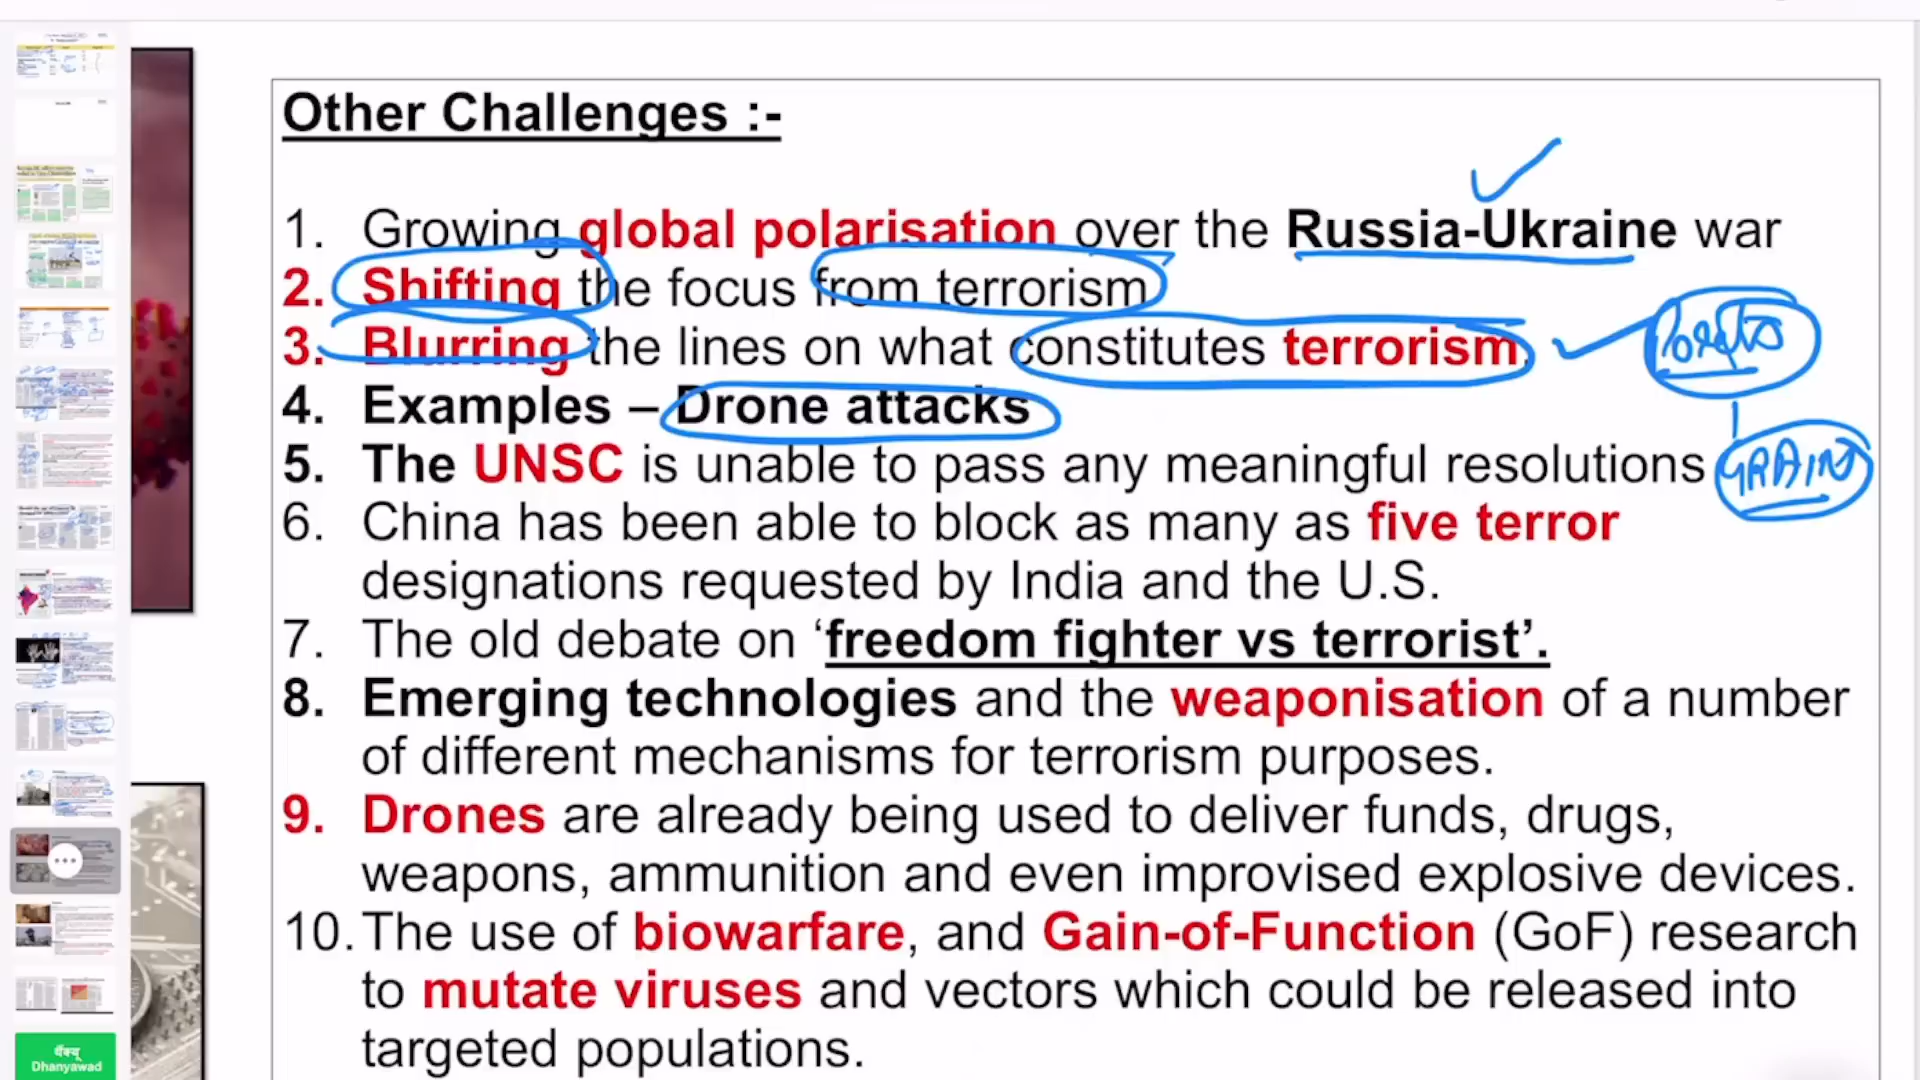 Other Challenges :-
1. Growing global polarisation over the Russia-Ukraine war
2. Shifting the focus from terrorism
3. Blurring the lines on what constitutes terrorism,
4. Examples – Drone attacks
5. The UNSC is unable to pass any meaningful resolutions
GRAIN
6. China has been able to block as many as five terror
designations requested by India and the U.S.
7. The old debate on ‘freedom fighter vs terrorist’.
8. Emerging technologies and the weaponisation of a number
of different mechanisms for terrorism purposes.
9. Drones are already being used to deliver funds, drugs,
weapons, ammunition and even improvised explosive devices.
10. The use of biowarfare, and Gain-of-Function (GoF) research
to mutate viruses and vectors which could be released into
targeted populations.
थैंक्यू
Dhanyawad